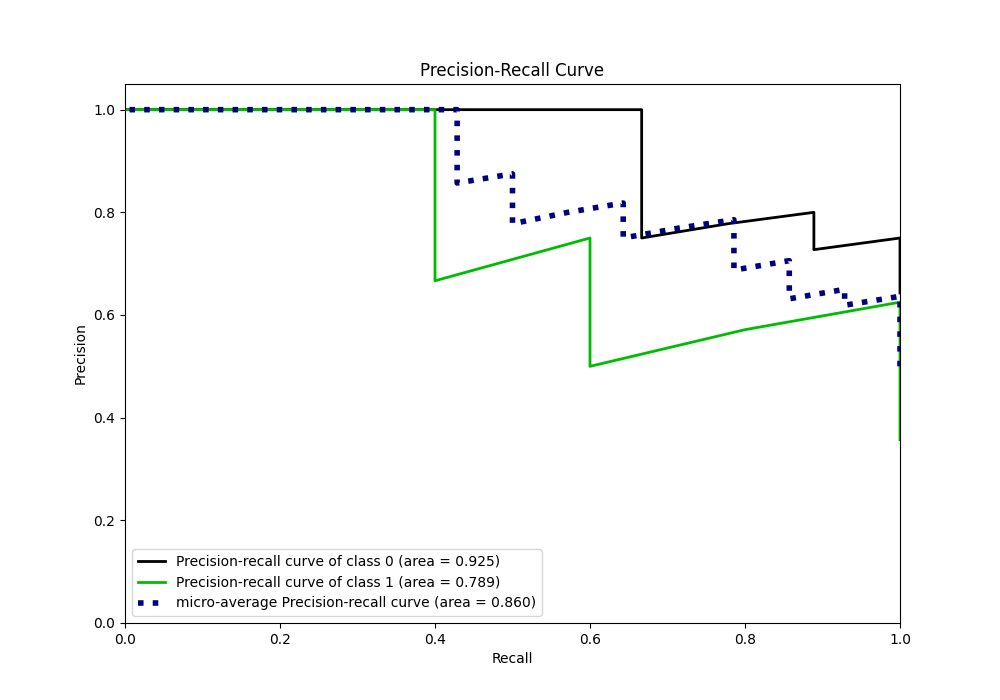 Precision-Recall Curve
1.0
0.8
0.6
0.4
0.2
0.0
Precision
Precision-recall curve of class 0 (area = 0.925)
Precision-recall curve of class 1 (area = 0.789)
micro-average Precision-recall curve (area = 0.860)
0.0 0.2 0.4 0.6 0.8 1.0
Recall